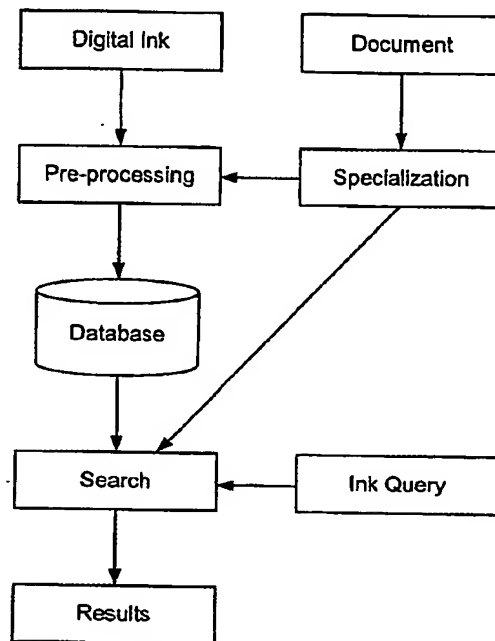 Digital Ink
Document
Pre-processing
Specialization
Database
Search
Ink Query
Results